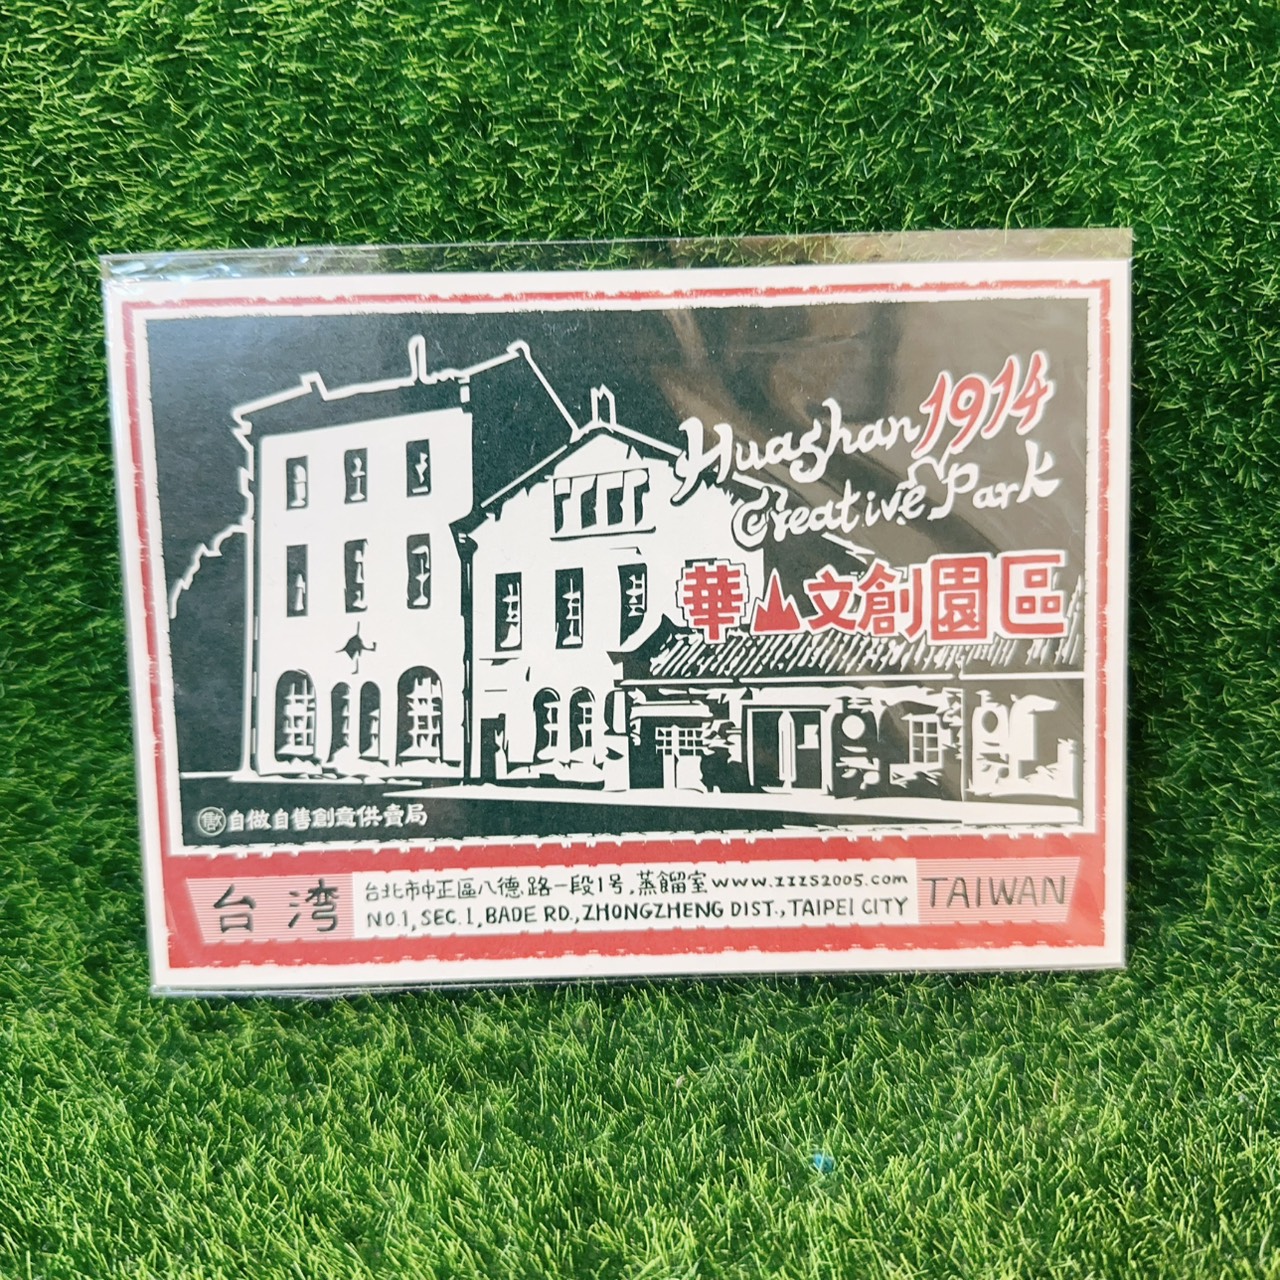 Huashan 1914
Creative Park
華山文創園區
自做自售創意供賣局
台湾
台北市中正區八德路一段1号.蒸餾室 www.zzzs2005.com
NO.1, SEC.1, BADE RD., ZHONGZHENG DIST., TAIPEI CITY
TAIWAN